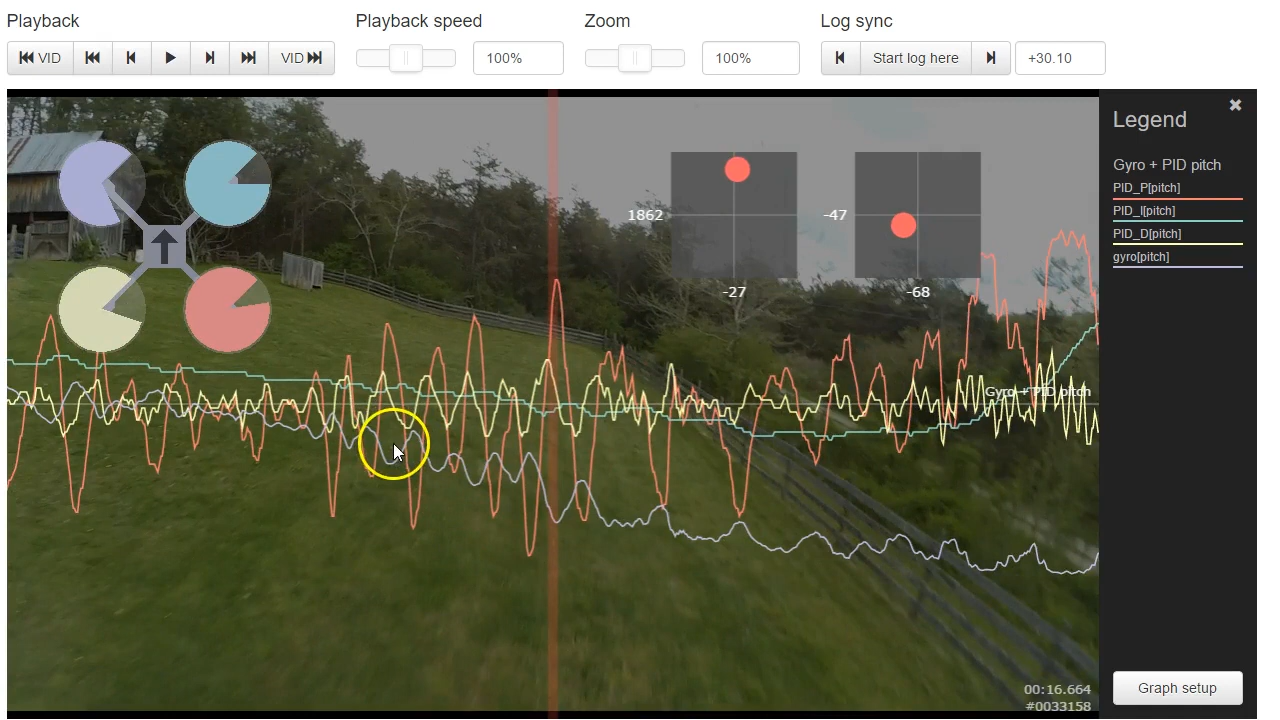 Playback
Playback speed
Zoom
Log sync
VID
VID
100%
100%
Start log here
+30.10
Legend
Gyro + PID pitch
PID_P[pitch]
PID_I[pitch]
PID_D[pitch]
gyro[pitch]
1862
-27
-47
-68
Gyro + PID pitch
00:16.664
#0033158
Graph setup